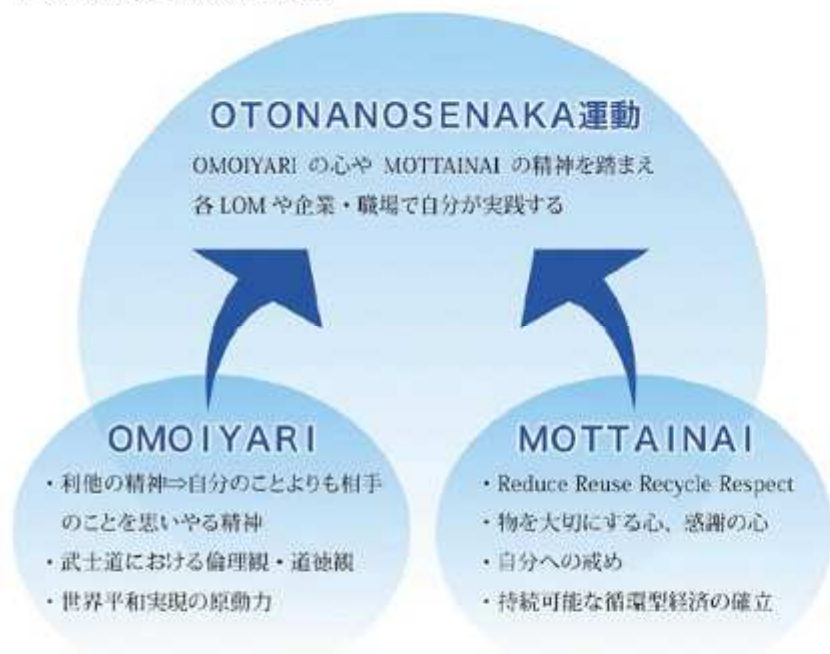 OTONANOSENAKA運動
OMOIYARI の心や MOTTAINAI の精神を踏まえ
各 LOM や企業・職場で自分が実践する
OMOIYARI
・利他の精神⇒自分のことよりも相手
のことを思いやる精神
・武士道における倫理観・道徳観
・世界平和実現の原動力
MOTTAINAI
・Reduce Reuse Recycle Respect
・物を大切にする心、感謝の心
・自分への戒め
・持続可能な循環型経済の確立